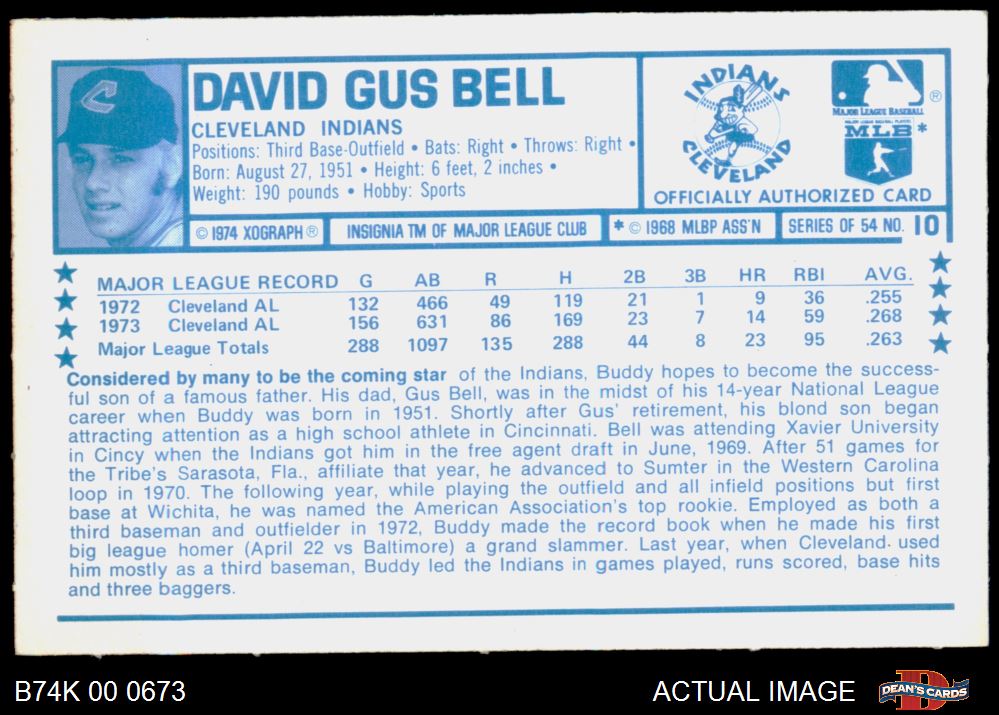 C
DAVID GUS BELL
CLEVELAND INDIANS
Positions: Third Base-Outfield • Bats: Right • Throws: Right •
Born: August 27, 1951 • Height: 6 feet, 2 inches •
Weight: 190 pounds • Hobby: Sports
INDIANS
CLEVELAND
MAJOR LEAGUE BASEBALL ®
MAJOR LEAGUE BASEBALL PLAYERS
MLB *
OFFICIALLY AUTHORIZED CARD
© 1974 XOGRAPH ® INSIGNIA TM OF MAJOR LEAGUE CLUB * © 1968 MLBP ASS'N SERIES OF 54 NO. 10
MAJOR LEAGUE RECORD G AB R H 2B 3B HR RBI AVG.
1972 Cleveland AL 132 466 49 119 21 1 9 36 .255
1973 Cleveland AL 156 631 86 169 23 7 14 59 .268
Major League Totals 288 1097 135 288 44 8 23 95 .263
Considered by many to be the coming star of the Indians, Buddy hopes to become the success-
ful son of a famous father. His dad, Gus Bell, was in the midst of his 14-year National League
career when Buddy was born in 1951. Shortly after Gus' retirement, his blond son began
attracting attention as a high school athlete in Cincinnati. Bell was attending Xavier University
in Cincy when the Indians got him in the free agent draft in June, 1969. After 51 games for
the Tribe's Sarasota, Fla., affiliate that year, he advanced to Sumter in the Western Carolina
loop in 1970. The following year, while playing the outfield and all infield positions but first
base at Wichita, he was named the American Association's top rookie. Employed as both a
third baseman and outfielder in 1972, Buddy made the record book when he made his first
big league homer (April 22 vs Baltimore) a grand slammer. Last year, when Cleveland used
him mostly as a third baseman, Buddy led the Indians in games played, runs scored, base hits
and three baggers.
B74K 00 0673
ACTUAL IMAGE
D
DEAN'S CARDS